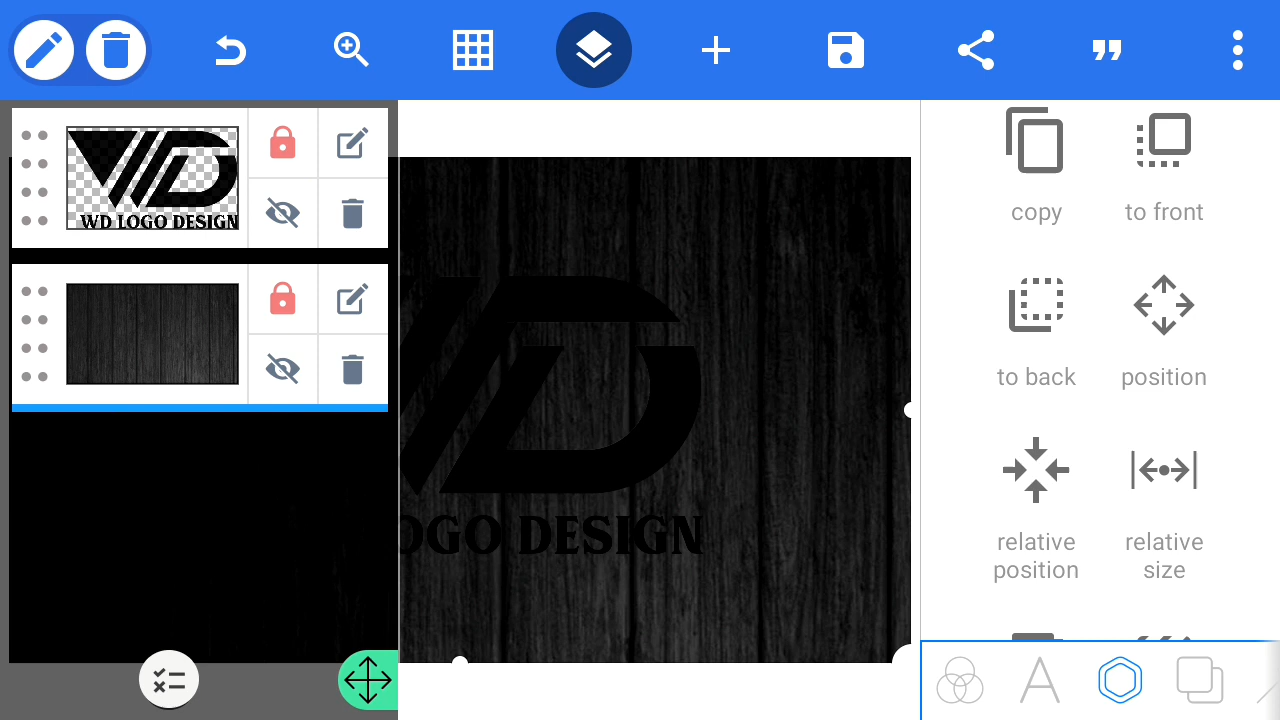 WD LOGO DESIGN
OGO DESIGN
copy
to front
to back
position
relative
position
relative
size